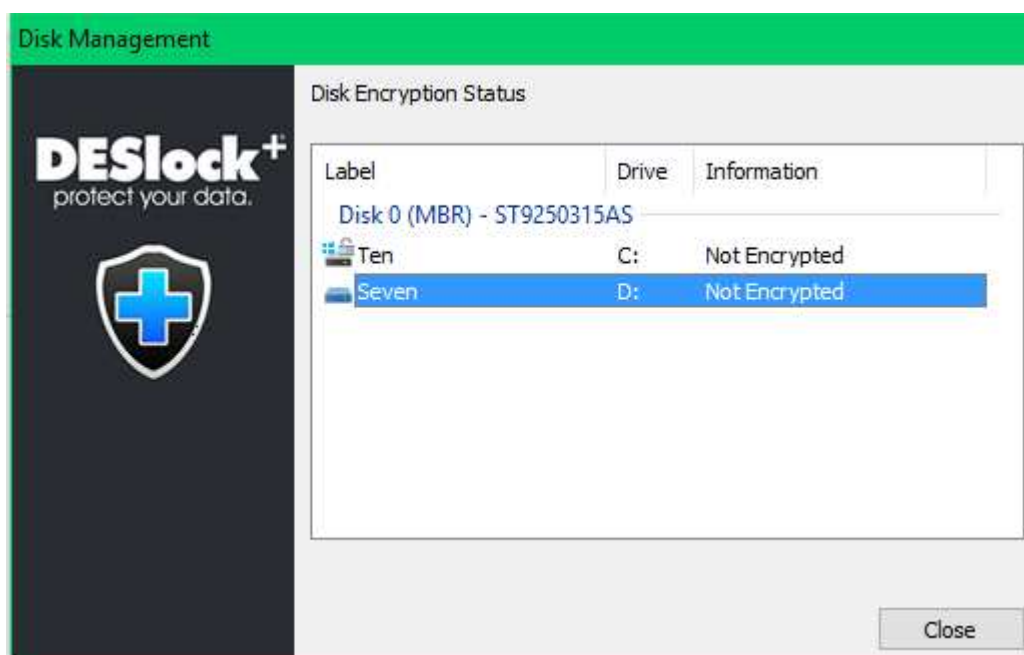 Disk Management
DESlock+
protect your data.
Disk Encryption Status
Label Drive Information
Disk 0 (MBR) - ST9250315AS
Ten C: Not Encrypted
Seven D: Not Encrypted
Close